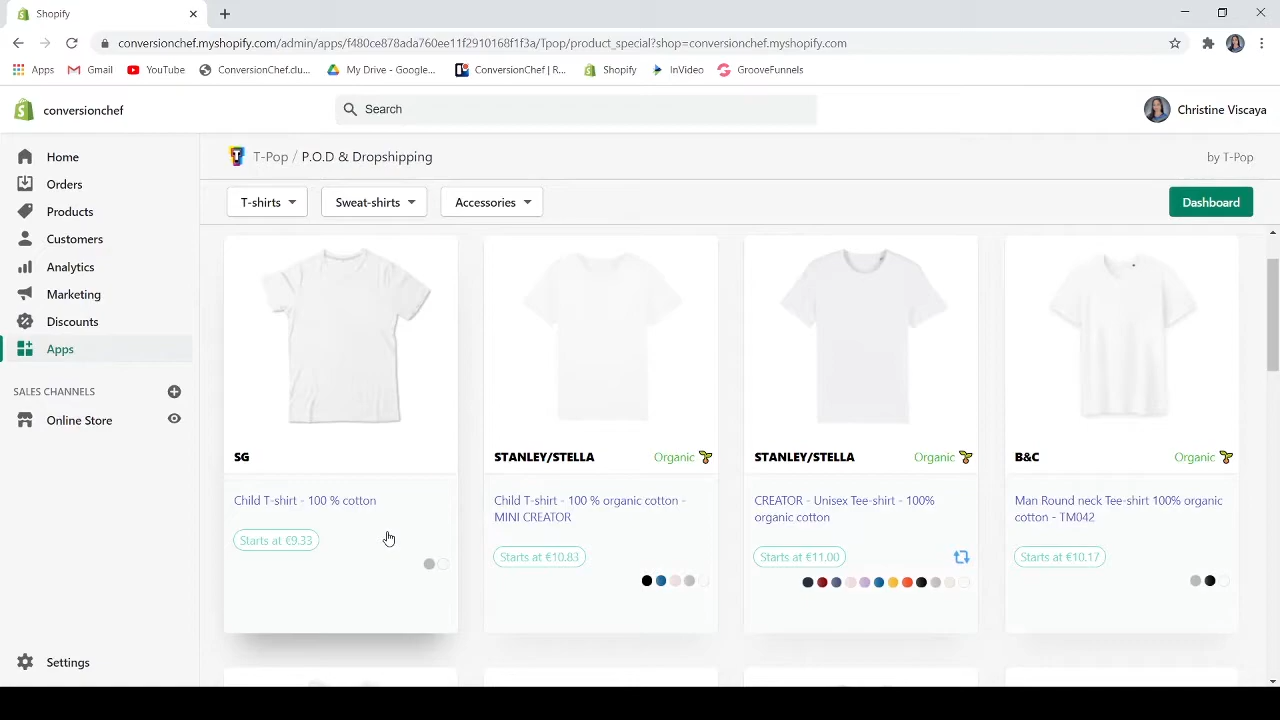 Shopify
conversionchef.myshopify.com/admin/apps/f480ce878ada760ee11f2910168f1f3a/Tpop/product_special?shop=conversionchef.myshopify.com
Apps Gmail YouTube ConversionChef.du... My Drive - Google... ConversionChef | R... Shopify InVideo GrooveFunnels
conversionchef Search Christine Viscaya
Home
Orders
Products
Customers
Analytics
Marketing
Discounts
Apps
SALES CHANNELS
Online Store
Settings
T-Pop / P.O.D & Dropshipping by T-Pop
T-shirts Sweat-shirts Accessories Dashboard
SG
Child T-shirt - 100 % cotton
Starts at €9.33
STANLEY/STELLA Organic
Child T-shirt - 100 % organic cotton -
MINI CREATOR
Starts at €10.83
STANLEY/STELLA Organic
CREATOR - Unisex Tee-shirt - 100%
organic cotton
Starts at €11.00
B&C Organic
Man Round neck Tee-shirt 100% organic
cotton - TM042
Starts at €10.17